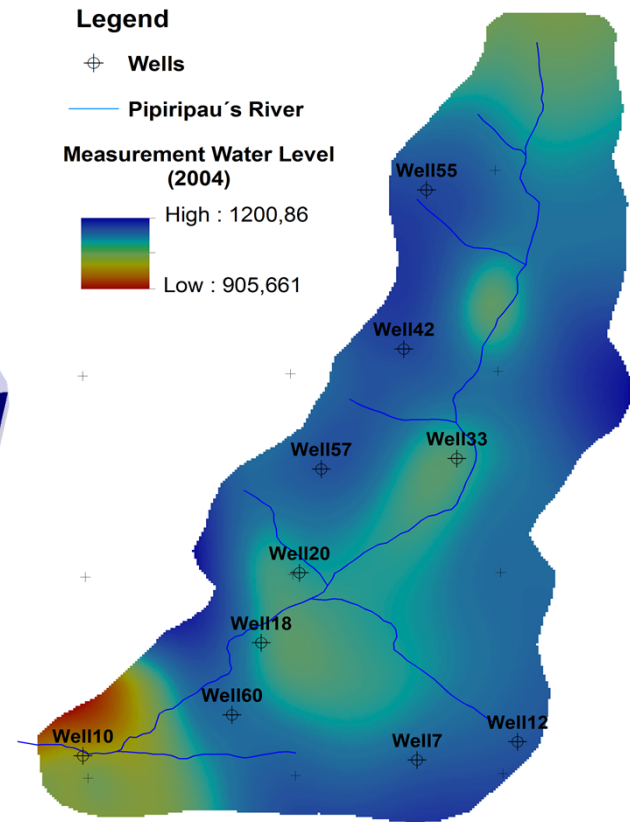 Legend
Wells
Pipiripau´s River
Measurement Water Level
(2004)
High : 1200,86
Low : 905,661
Well55
Well42
Well33
Well57
Well20
Well18
Well60
Well12
Well10
Well7